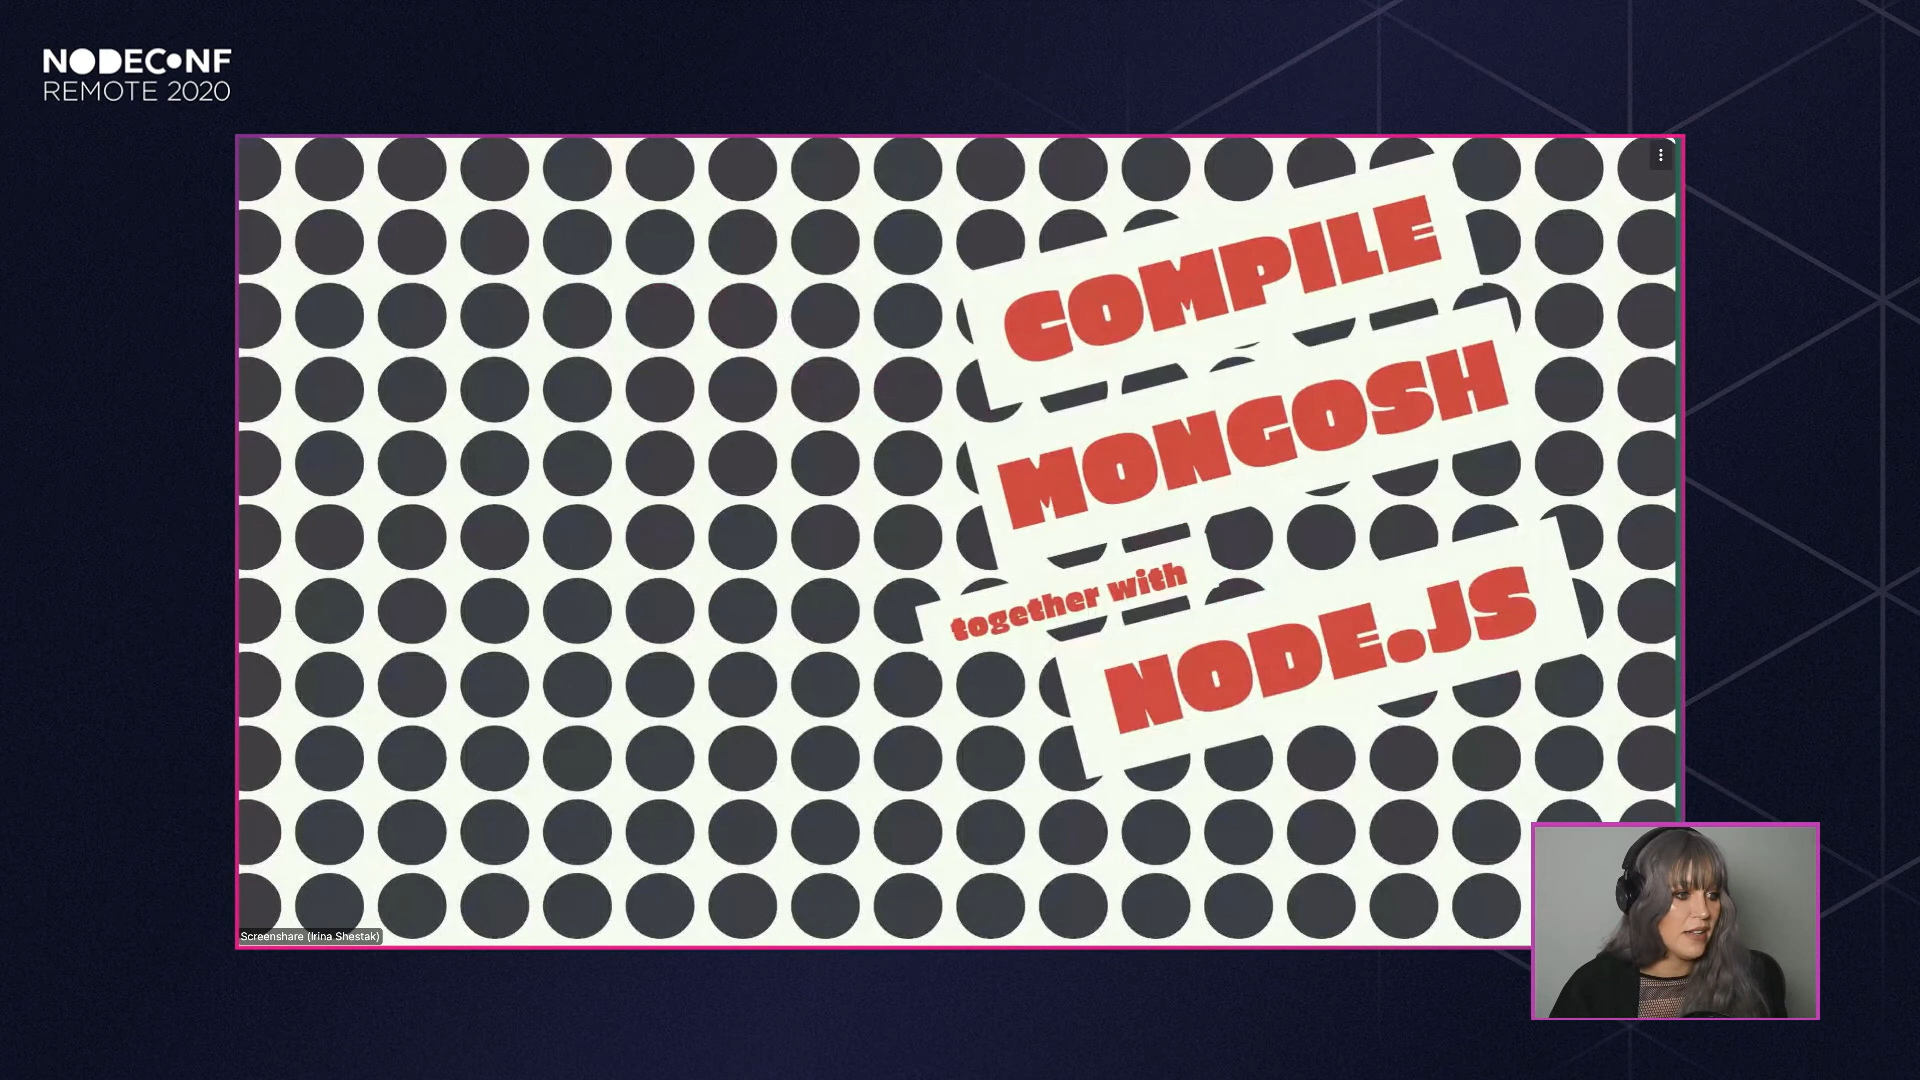 NODECONF
REMOTE 2020
COMPILE
MONGOSH
together with
NODE.JS
Screenshare (Irina Shestak)